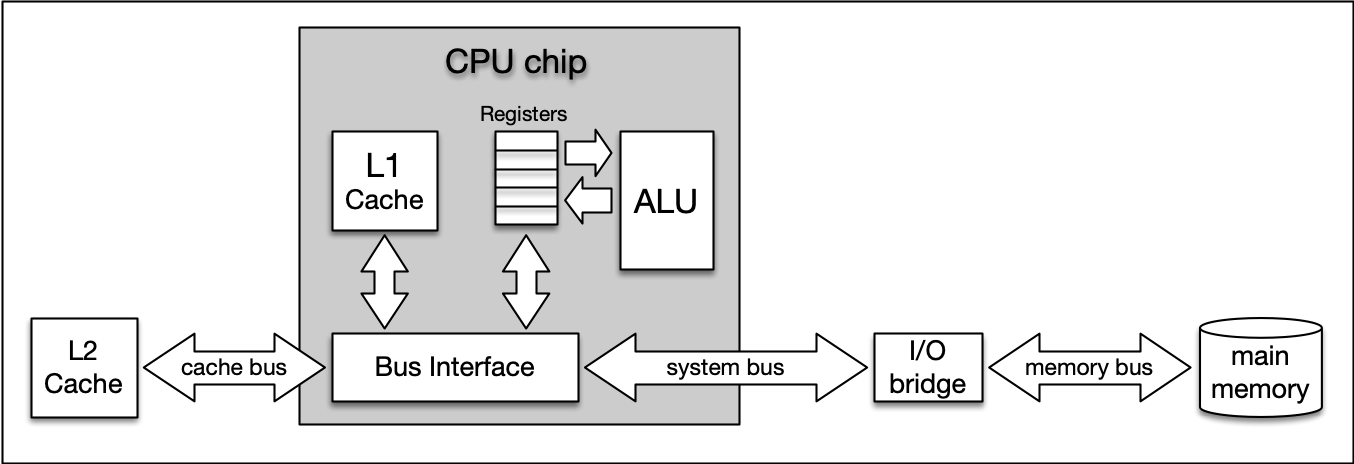 CPU chip
Registers
L1
Cache
ALU
L2
Cache
cache bus
Bus Interface
system bus
I/O
bridge
memory bus
main
memory